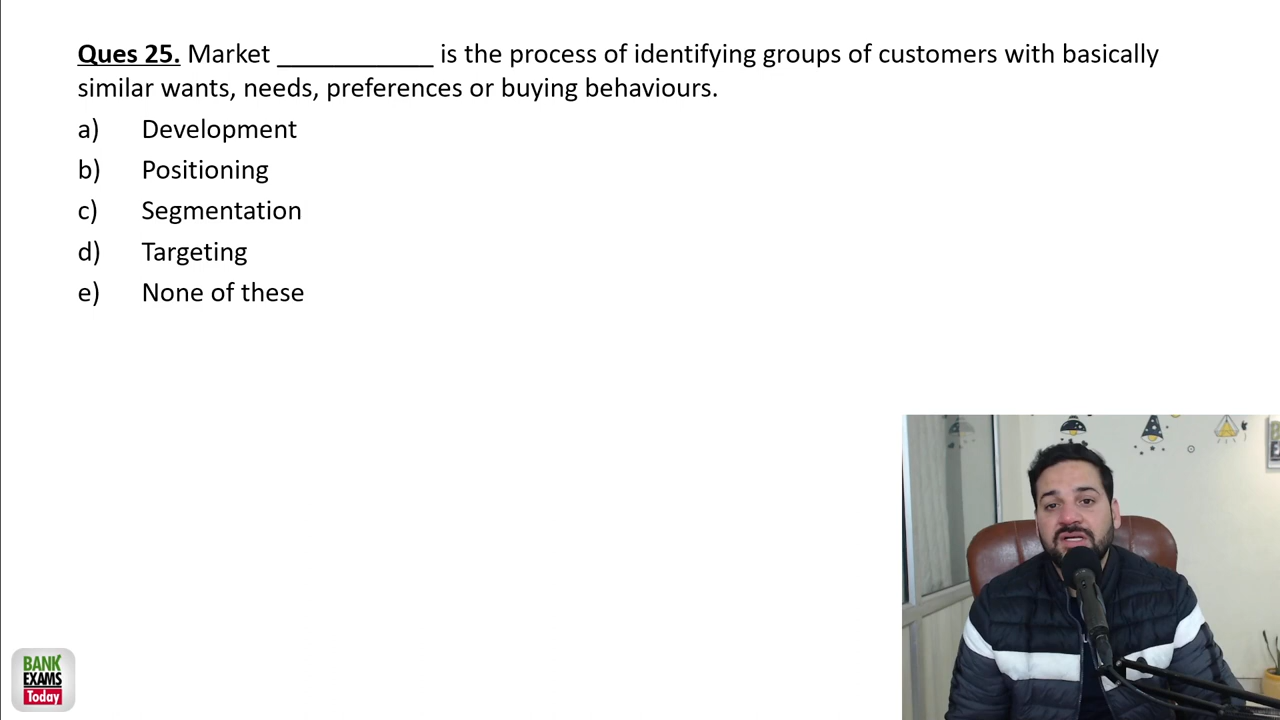 Ques 25. Market ____________ is the process of identifying groups of customers with basically
similar wants, needs, preferences or buying behaviours.
a) Development
b) Positioning
c) Segmentation
d) Targeting
e) None of these
BANK
EXAMS
Today